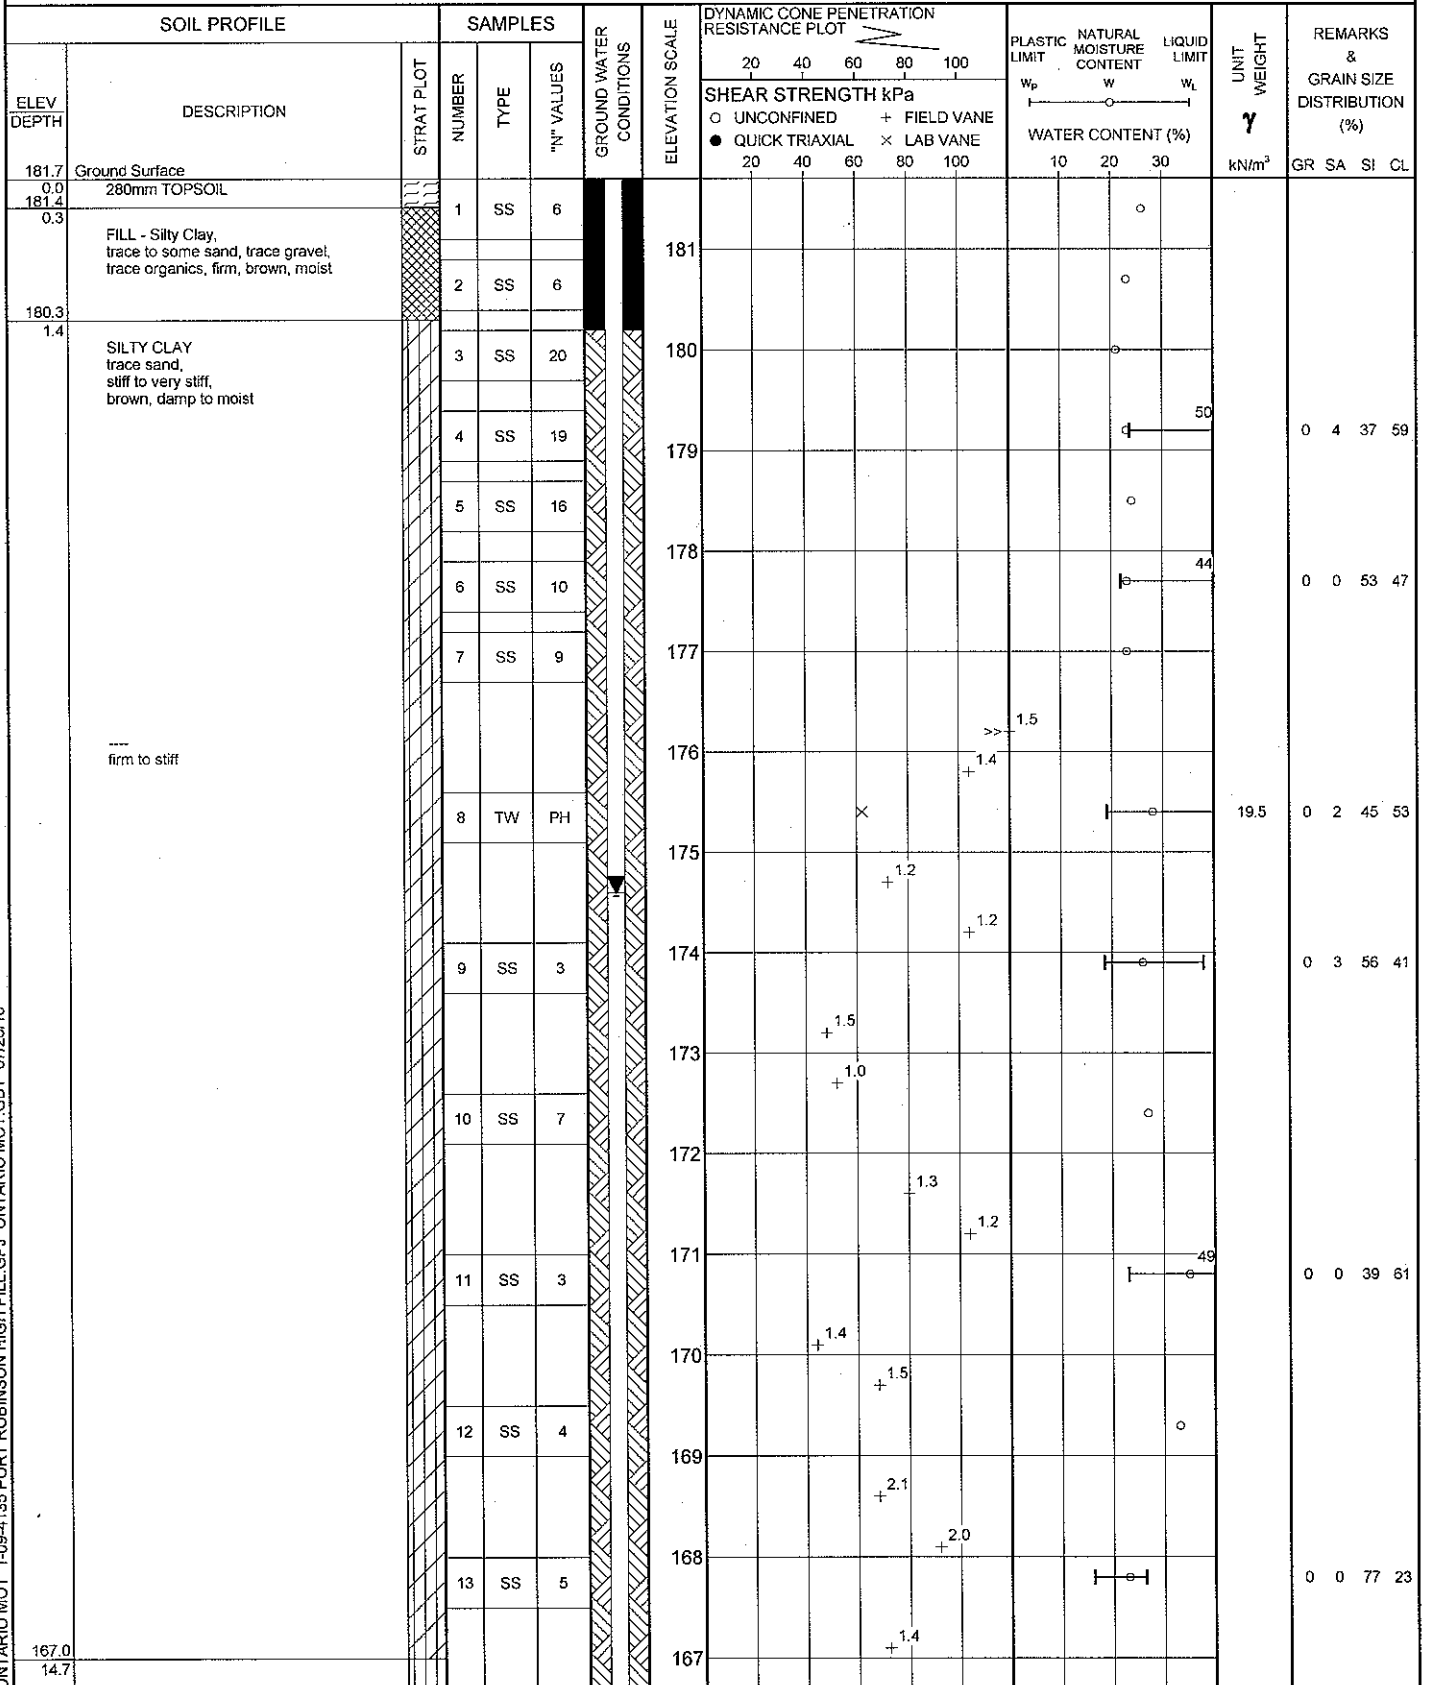 SOIL PROFILE
SAMPLES
GROUND WATER
CONDITIONS
ELEVATION SCALE
DYNAMIC CONE PENETRATION
RESISTANCE PLOT
20 40 60 80 100
SHEAR STRENGTH kPa
○ UNCONFINED + FIELD VANE
● QUICK TRIAXIAL × LAB VANE
20 40 60 80 100
PLASTIC
LIMIT
NATURAL
MOISTURE
CONTENT
LIQUID
LIMIT
WP W WL
WATER CONTENT (%)
10 20 30
UNIT
WEIGHT
γ
kN/m³
REMARKS
&
GRAIN SIZE
DISTRIBUTION
(%)
GR SA SI CL
ELEV
DEPTH
DESCRIPTION
STRAT PLOT
NUMBER
TYPE
"N" VALUES
181.7 Ground Surface
0.0 280mm TOPSOIL
181.4
0.3
1 SS 6
FILL - Silty Clay,
trace to some sand, trace gravel,
trace organics, firm, brown, moist
181
2 SS 6
180.3
1.4
SILTY CLAY
trace sand,
stiff to very stiff,
brown, damp to moist
3 SS 20
180
50
4 SS 19
0 4 37 59
179
5 SS 16
178
44
6 SS 10
0 0 53 47
7 SS 9
177
>> 1.5
----
firm to stiff
176
1.4
8 TW PH
19.5
0 2 45 53
175
1.2
1.2
174
9 SS 3
0 3 56 41
1.5
173
1.0
10 SS 7
172
1.3
1.2
171
49
11 SS 3
0 0 39 61
1.4
170
1.5
12 SS 4
169
2.1
2.0
168
13 SS 5
0 0 77 23
1.4
167.0
14.7
167